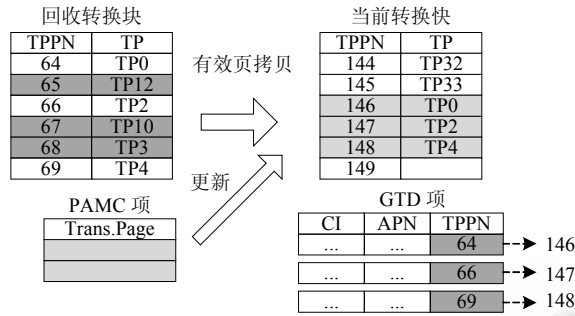 回收转换块
TPPN TP
64 TP0
65 TP12
66 TP2
67 TP10
68 TP3
69 TP4
有效页拷贝
更新
当前转换快
TPPN TP
144 TP32
145 TP33
146 TP0
147 TP2
148 TP4
149
PAMC 项
Trans.Page
GTD 项
CI APN TPPN
... ... 64 146
... ... 66 147
... ... 69 148